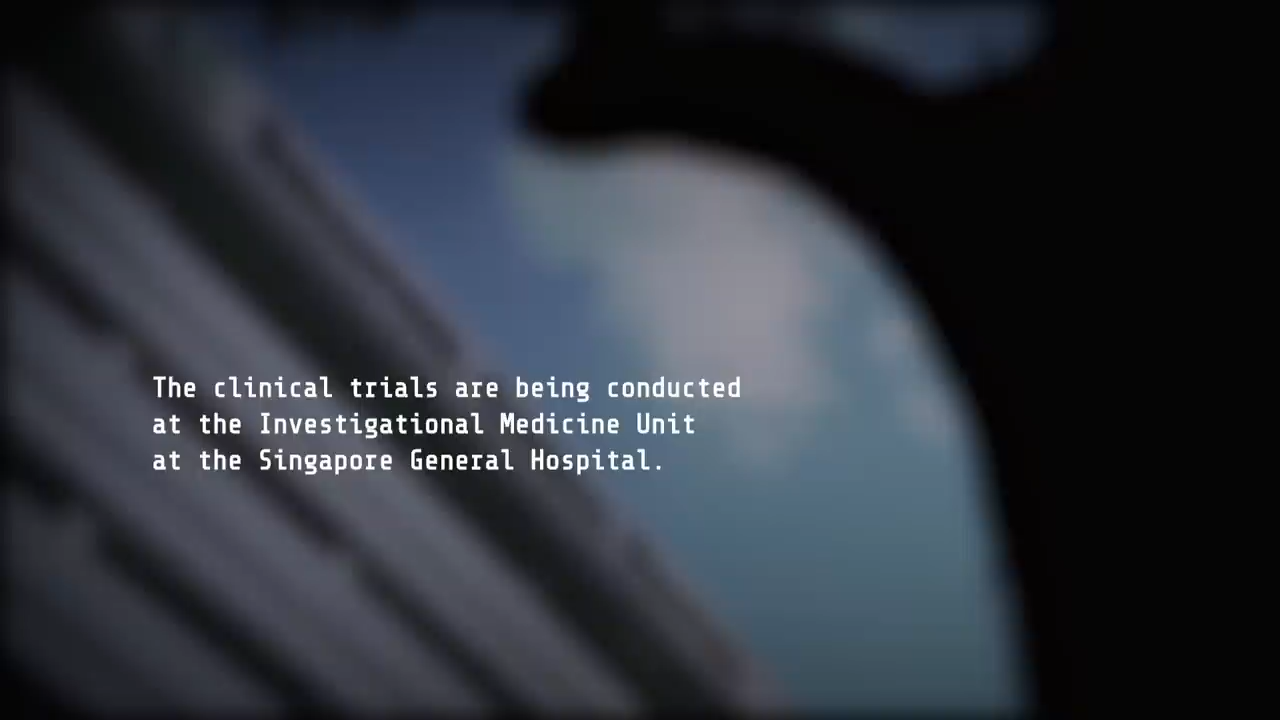 The clinical trials are being conducted
at the Investigational Medicine Unit
at the Singapore General Hospital.